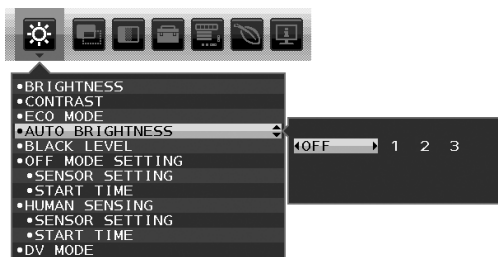 •BRIGHTNESS
•CONTRAST
•ECO MODE
•AUTO BRIGHTNESS
OFF 1 2 3
•BLACK LEVEL
•OFF MODE SETTING
•SENSOR SETTING
•START TIME
•HUMAN SENSING
•SENSOR SETTING
•START TIME
•DV MODE